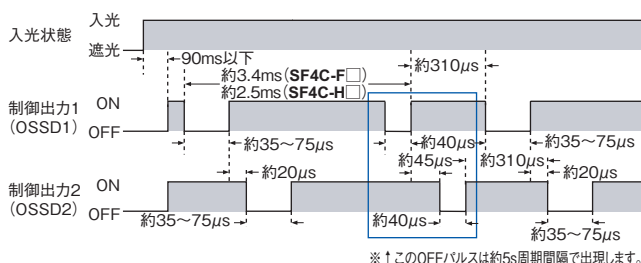 入光状態
入光
遮光
90ms以下
約3.4ms(SF4C-F□)
約2.5ms(SF4C-H□)
約310μs
制御出力1
(OSSD1)
ON
OFF
約35～75μs
約40μs
約35～75μs
約20μs
約45μs
約310μs
約20μs
制御出力2
(OSSD2)
ON
OFF
約35～75μs
約40μs
約35～75μs
※↑このOFFパルスは約5s周期間隔で出現します。